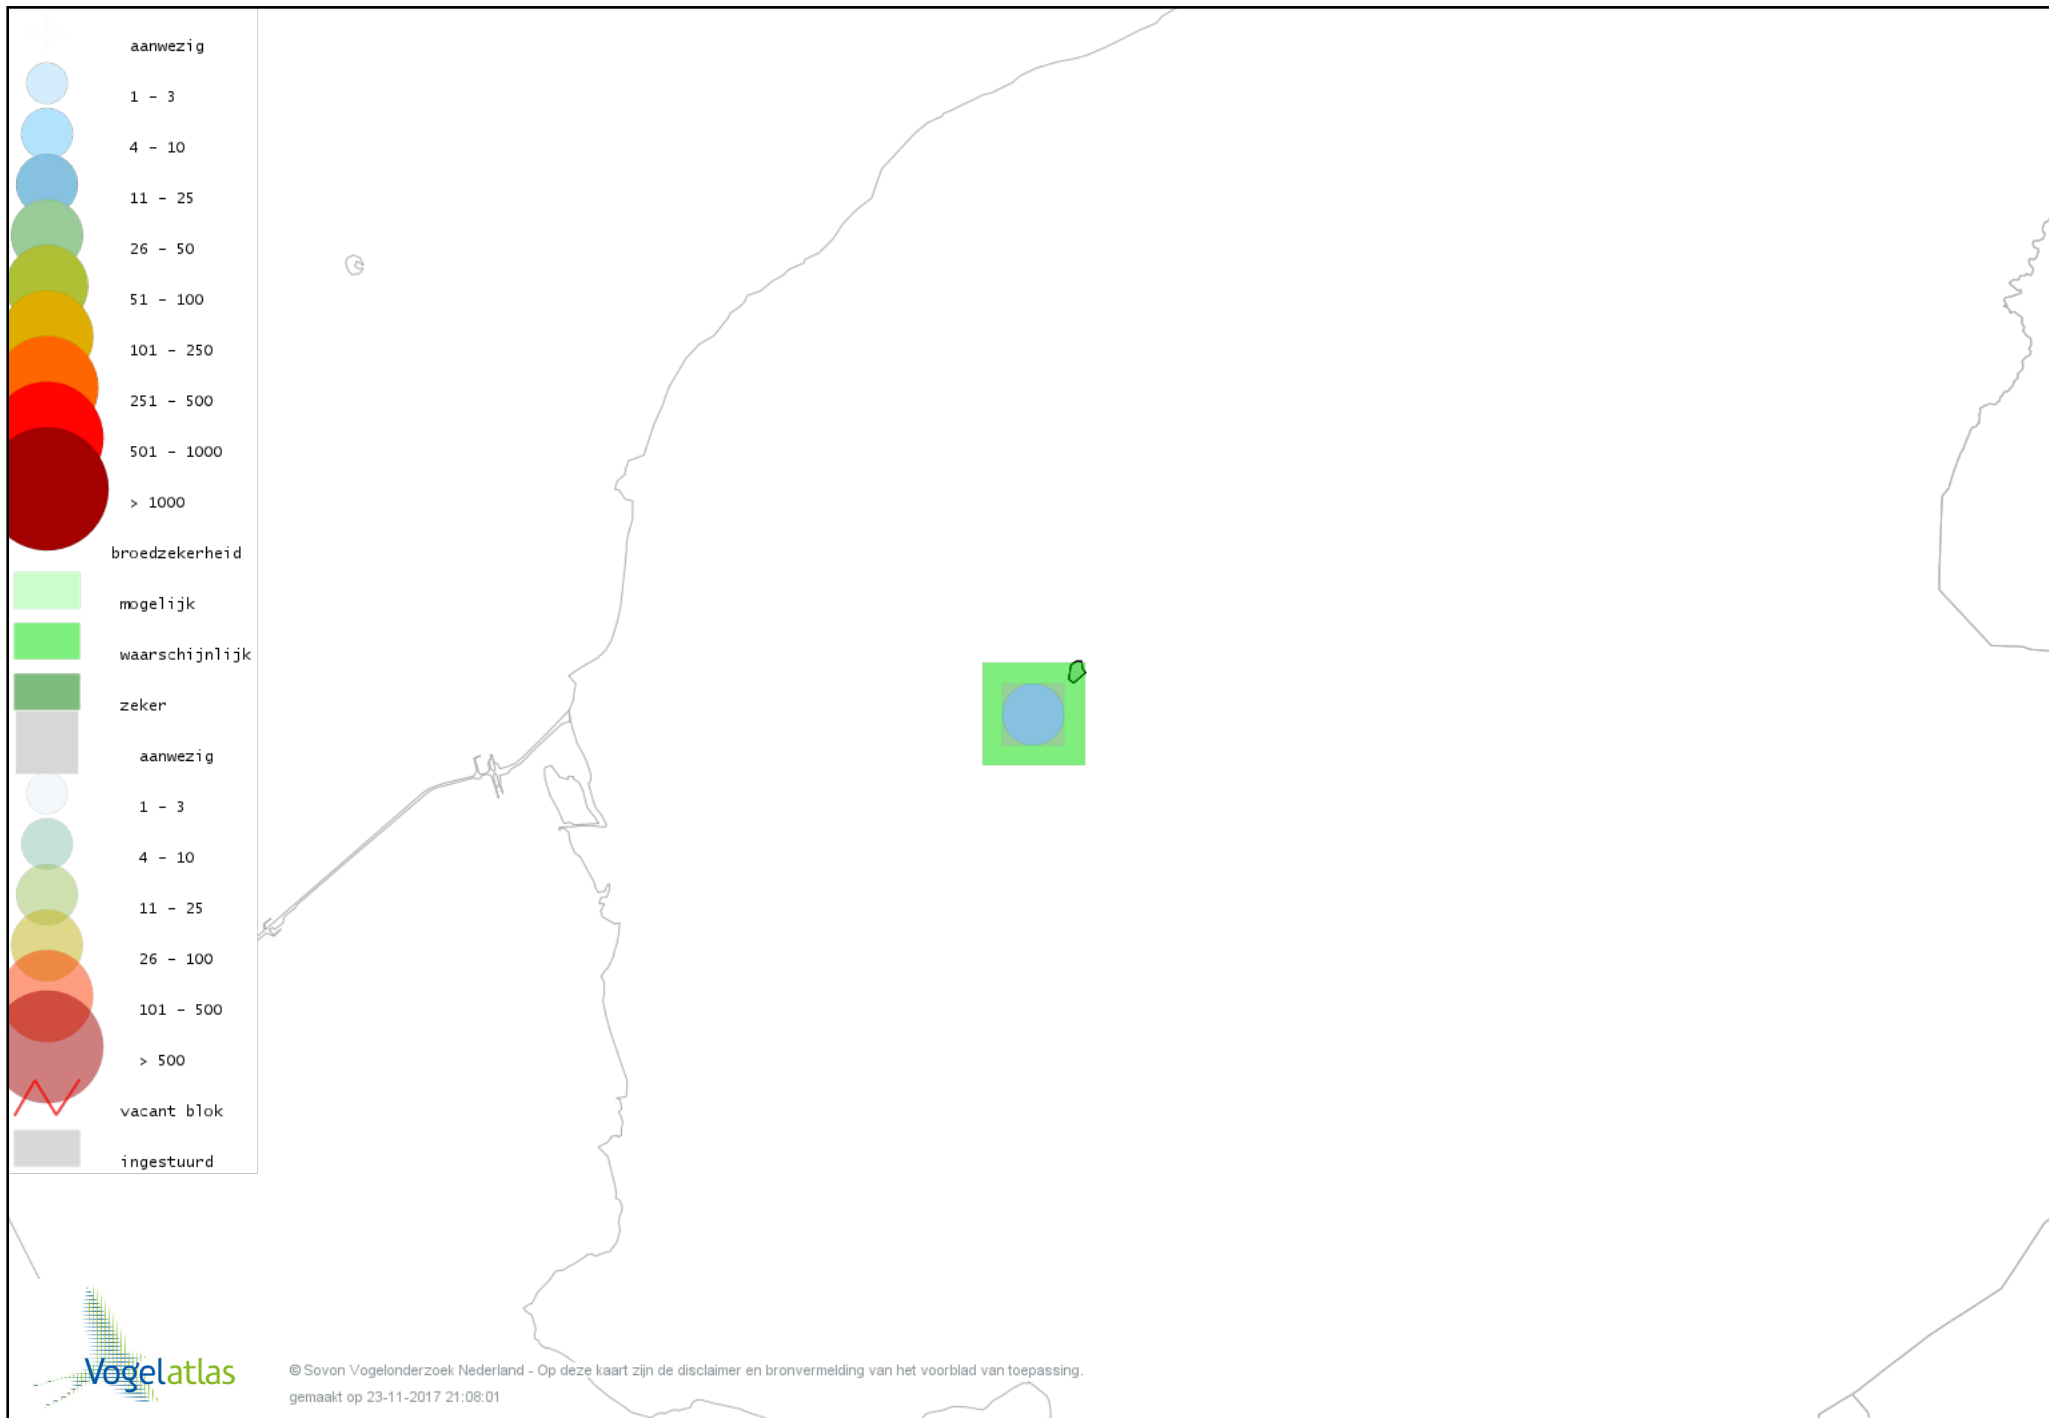 aanwezig
1 - 3
4 - 10
11 - 25
26 - 50
51 - 100
101 - 250
251 - 500
501 - 1000
> 1000
broedzekerheid
mogelijk
waarschijnlijk
zeker
aanwezig
1 - 3
4 - 10
11 - 25
26 - 100
101 - 500
> 500
vacant blok
ingestuurd
Vogelatlas
© Sovon Vogelonderzoek Nederland - Op deze kaart zijn de disclaimer en bronvermelding van het voorblad van toepassing.
gemaakt op 23-11-2017 21:08:01